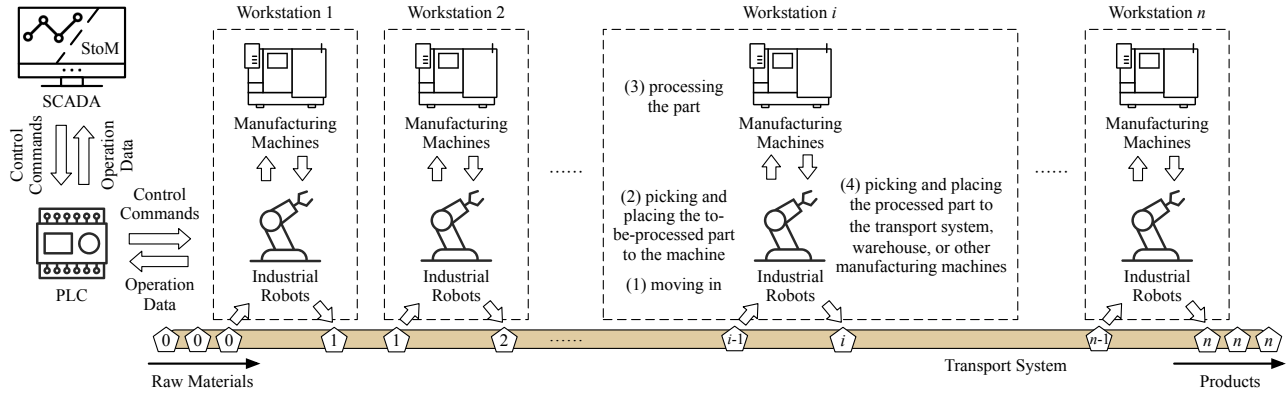 Workstation 1
Workstation 2
Workstation i
Workstation n
StoM
SCADA
Control
Commands
Operation
Data
PLC
Control
Commands
Operation
Data
Manufacturing
Machines
Industrial
Robots
Manufacturing
Machines
Industrial
Robots
......
(3) processing
the part
(2) picking and
placing the to-
be-processed part
to the machine
(1) moving in
Manufacturing
Machines
Industrial
Robots
(4) picking and placing
the processed part to
the transport system,
warehouse, or other
manufacturing machines
......
Manufacturing
Machines
Industrial
Robots
0 0 0 1 1 2 ...... i-1 i n-1 n n n
Raw Materials
Transport System
Products